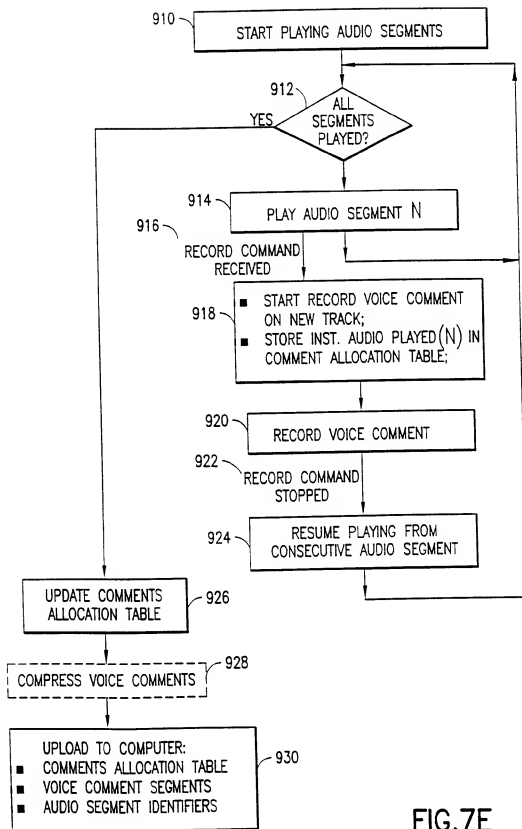 910
START PLAYING AUDIO SEGMENTS
912
ALL
SEGMENTS
PLAYED?
YES
914
PLAY AUDIO SEGMENT N
916
RECORD COMMAND
RECEIVED
918
■ START RECORD VOICE COMMENT
ON NEW TRACK;
■ STORE INST. AUDIO PLAYED(N) IN
COMMENT ALLOCATION TABLE;
920
RECORD VOICE COMMENT
922
RECORD COMMAND
STOPPED
924
RESUME PLAYING FROM
CONSECUTIVE AUDIO SEGMENT
UPDATE COMMENTS
ALLOCATION TABLE
926
COMPRESS VOICE COMMENTS
928
UPLOAD TO COMPUTER:
■ COMMENTS ALLOCATION TABLE
■ VOICE COMMENT SEGMENTS
■ AUDIO SEGMENT IDENTIFIERS
930
FIG.7E